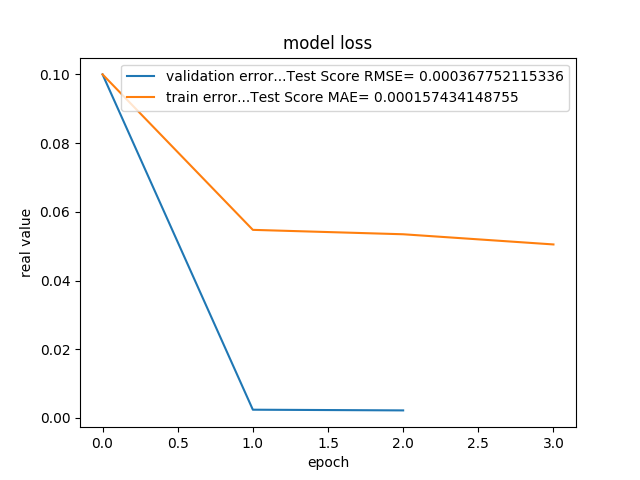 model loss
validation error...Test Score RMSE= 0.000367752115336
train error...Test Score MAE= 0.000157434148755
real value
0.10
0.08
0.06
0.04
0.02
0.00
0.0 0.5 1.0 1.5 2.0 2.5 3.0
epoch